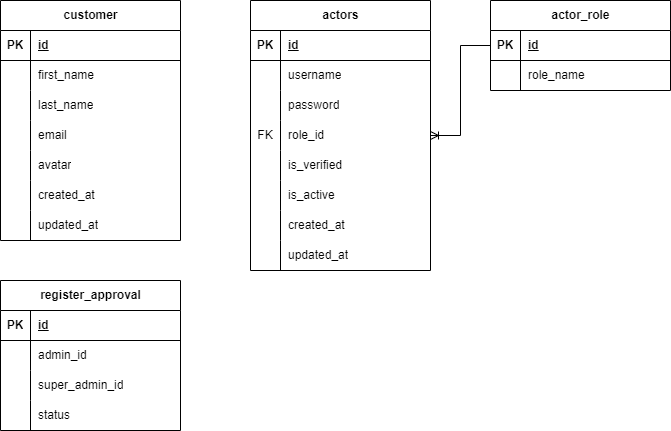 customer
PK id
first_name
last_name
email
avatar
created_at
updated_at
actors
PK id
username
password
FK role_id
is_verified
is_active
created_at
updated_at
actor_role
PK id
role_name
register_approval
PK id
admin_id
super_admin_id
status